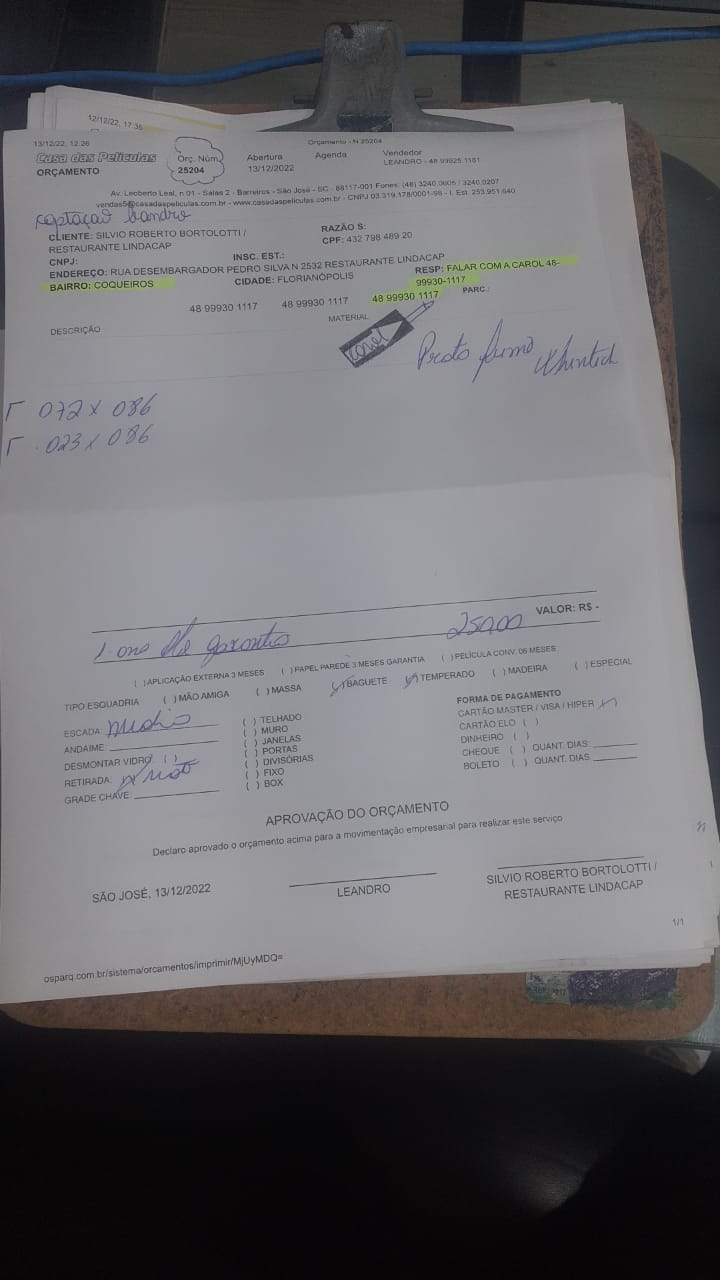 12/12/22, 17:35
13/12/22, 12:26 Orçamento - N 25204
Casa das Películas
ORÇAMENTO
Orç. Núm.
25204
Abertura
13/12/2022
Agenda
Vendedor
LEANDRO - 48 99925 1181
Av. Leoberto Leal, n 01 - Salas 2 - Barreiros - São José - SC - 88117-001 Fones: (48) 3240.0605 / 3240.0207
vendas5@casadaspeliculas.com.br - www.casadaspeliculas.com.br - CNPJ 03.319.178/0001-98 - I. Est. 253.951.640
captação Leandro
CLIENTE: SILVIO ROBERTO BORTOLOTTI /
RESTAURANTE LINDACAP
RAZÃO S:
CPF: 432 798 489 20
CNPJ: INSC. EST.:
ENDEREÇO: RUA DESEMBARGADOR PEDRO SILVA N 2532 RESTAURANTE LINDACAP
BAIRRO: COQUEIROS CIDADE: FLORIANÓPOLIS
RESP: FALAR COM A CAROL 48-
99930-1117
48 99930 1117 48 99930 1117 48 99930 1117 PARC.:
DESCRIÇÃO MATERIAL
Preto fumo
072 x 086
023 x 086
1 ano de garantia
250,00 VALOR: R$ -
( ) APLICAÇÃO EXTERNA 3 MESES ( ) PAPEL PAREDE 3 MESES GARANTIA ( ) PELÍCULA CONV. 06 MESES
TIPO ESQUADRIA ( ) MÃO AMIGA ( ) MASSA ( ) BAGUETE ( ) TEMPERADO ( ) MADEIRA ( ) ESPECIAL
ESCADA:
ANDAIME:
DESMONTAR VIDRO: ( )
RETIRADA:
GRADE CHAVE:
( ) TELHADO
( ) MURO
( ) JANELAS
( ) PORTAS
( ) DIVISÓRIAS
( ) FIXO
( ) BOX
FORMA DE PAGAMENTO
CARTÃO MASTER / VISA / HIPER
CARTÃO ELO ( )
DINHEIRO ( )
CHEQUE ( ) QUANT. DIAS:
BOLETO ( ) QUANT. DIAS
APROVAÇÃO DO ORÇAMENTO
Declaro aprovado o orçamento acima para a movimentação empresarial para realizar este serviço
SÃO JOSÉ, 13/12/2022
LEANDRO
SILVIO ROBERTO BORTOLOTTI /
RESTAURANTE LINDACAP
1/1
osparq.com.br/sistema/orcamentos/imprimir/MjUyMDQ=